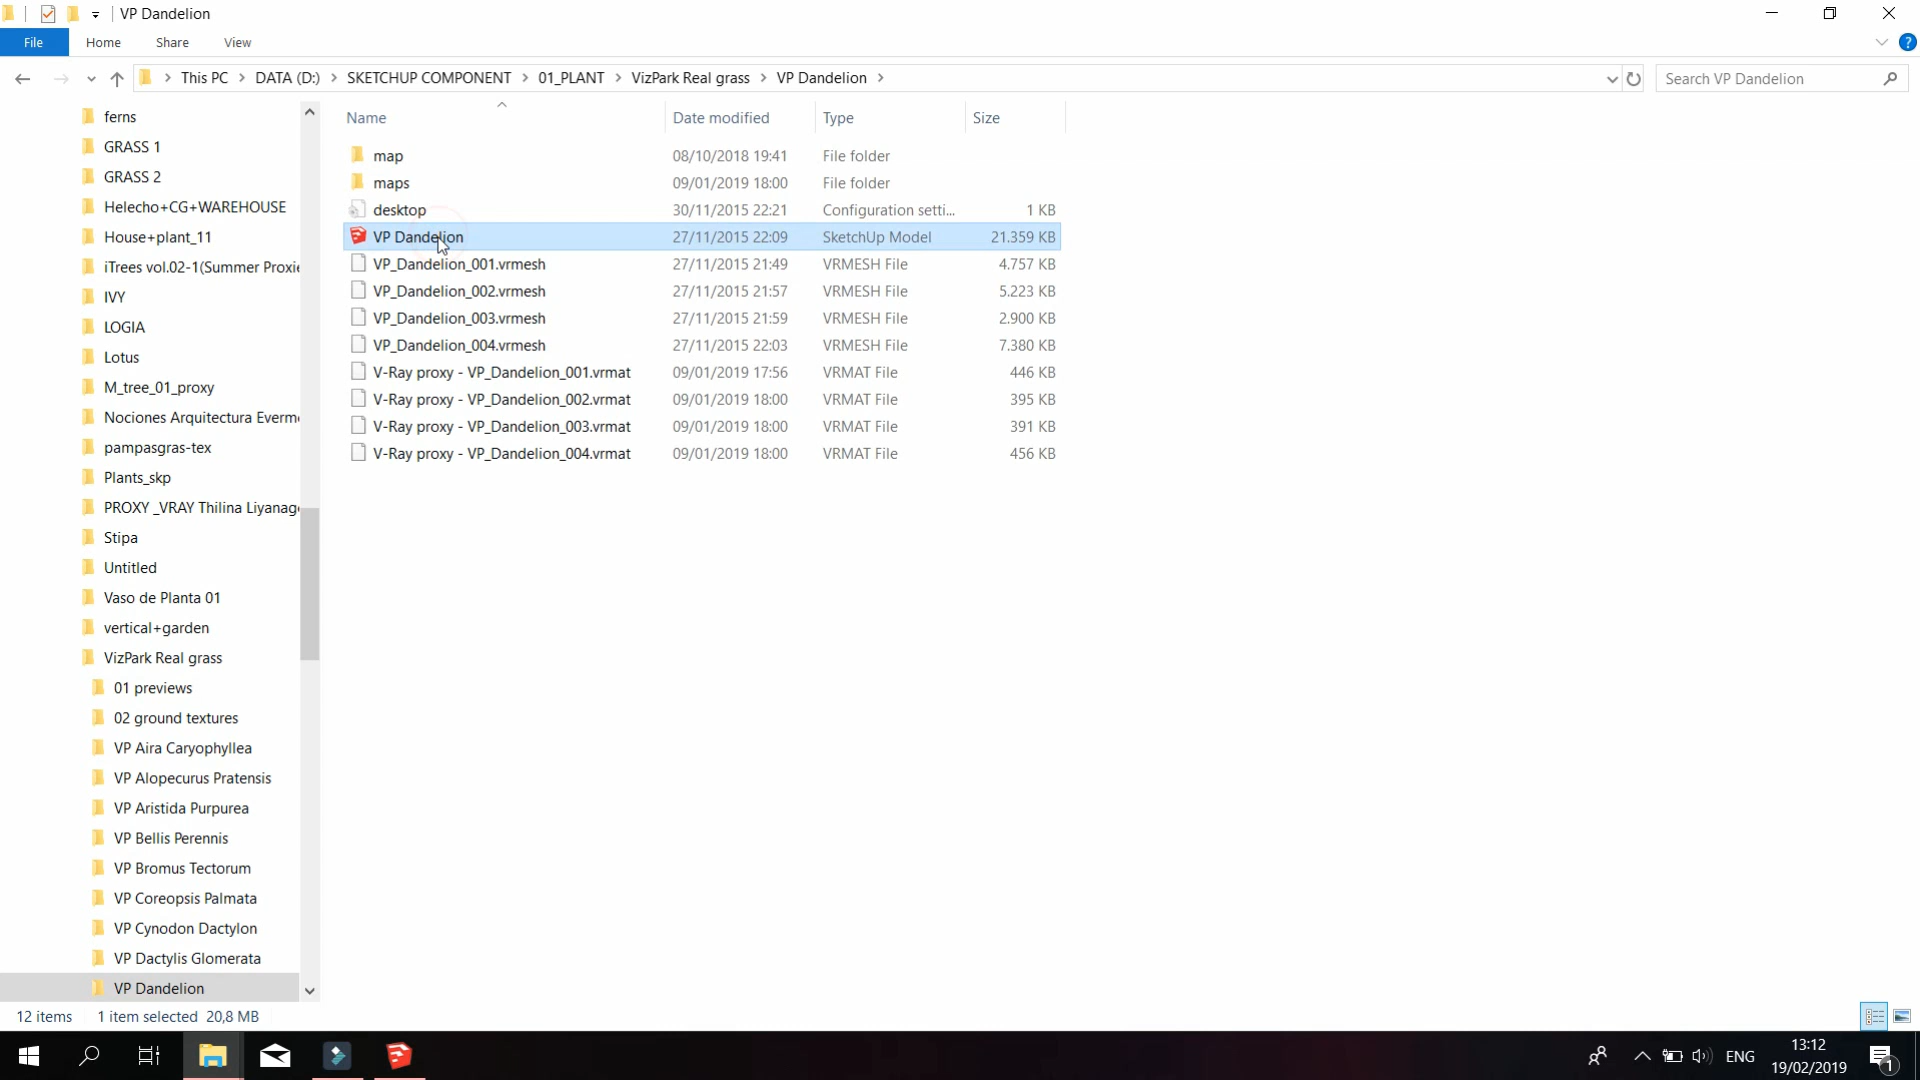 VP Dandelion
File Home Share View
This PC > DATA (D:) > SKETCHUP COMPONENT > 01_PLANT > VizPark Real grass > VP Dandelion >
Search VP Dandelion
ferns
GRASS 1
GRASS 2
Helecho+CG+WAREHOUSE
House+plant_11
iTrees vol.02-1(Summer Proxie
IVY
LOGIA
Lotus
M_tree_01_proxy
Nociones Arquitectura Everm
pampasgras-tex
Plants_skp
PROXY _VRAY Thilina Liyanage
Stipa
Untitled
Vaso de Planta 01
vertical+garden
VizPark Real grass
01 previews
02 ground textures
VP Aira Caryophyllea
VP Alopecurus Pratensis
VP Aristida Purpurea
VP Bellis Perennis
VP Bromus Tectorum
VP Coreopsis Palmata
VP Cynodon Dactylon
VP Dactylis Glomerata
VP Dandelion
Name Date modified Type Size
map 08/10/2018 19:41 File folder
maps 09/01/2019 18:00 File folder
desktop 30/11/2015 22:21 Configuration setti... 1 KB
VP Dandelion 27/11/2015 22:09 SketchUp Model 21.359 KB
VP_Dandelion_001.vrmesh 27/11/2015 21:49 VRMESH File 4.757 KB
VP_Dandelion_002.vrmesh 27/11/2015 21:57 VRMESH File 5.223 KB
VP_Dandelion_003.vrmesh 27/11/2015 21:59 VRMESH File 2.900 KB
VP_Dandelion_004.vrmesh 27/11/2015 22:03 VRMESH File 7.380 KB
V-Ray proxy - VP_Dandelion_001.vrmat 09/01/2019 17:56 VRMAT File 446 KB
V-Ray proxy - VP_Dandelion_002.vrmat 09/01/2019 18:00 VRMAT File 395 KB
V-Ray proxy - VP_Dandelion_003.vrmat 09/01/2019 18:00 VRMAT File 391 KB
V-Ray proxy - VP_Dandelion_004.vrmat 09/01/2019 18:00 VRMAT File 456 KB
12 items 1 item selected 20,8 MB
ENG
13:12
19/02/2019
1